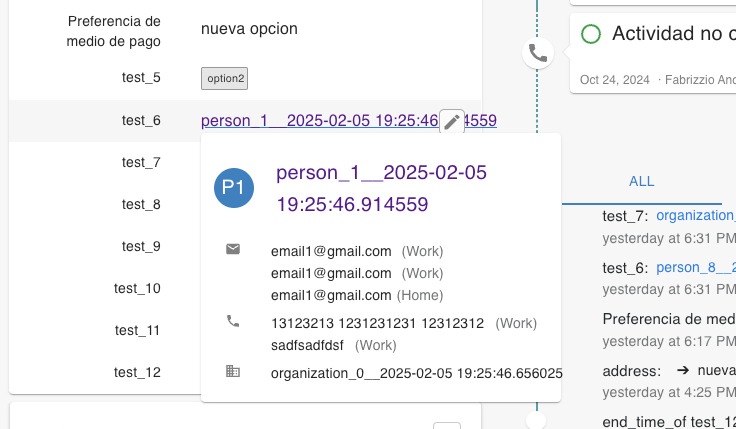 Preferencia de
medio de pago
nueva opcion
test_5
option2
test_6
person_1__2025-02-05 19:25:46 4559
test_7
test_8
test_9
test_10
test_11
test_12
P1
person_1__2025-02-05
19:25:46.914559
email1@gmail.com (Work)
email1@gmail.com (Work)
email1@gmail.com (Home)
13123213 1231231231 12312312 (Work)
sadfsadfdsf (Work)
organization_0__2025-02-05 19:25:46.656025
Actividad no c
Oct 24, 2024 · Fabrizzio And
ALL
test_7: organization_
yesterday at 6:31 PM
test_6: person_8__2
yesterday at 6:31 PM
Preferencia de med
yesterday at 6:17 PM
address: ➔ nueva
yesterday at 4:25 PM
end_time_of test_12